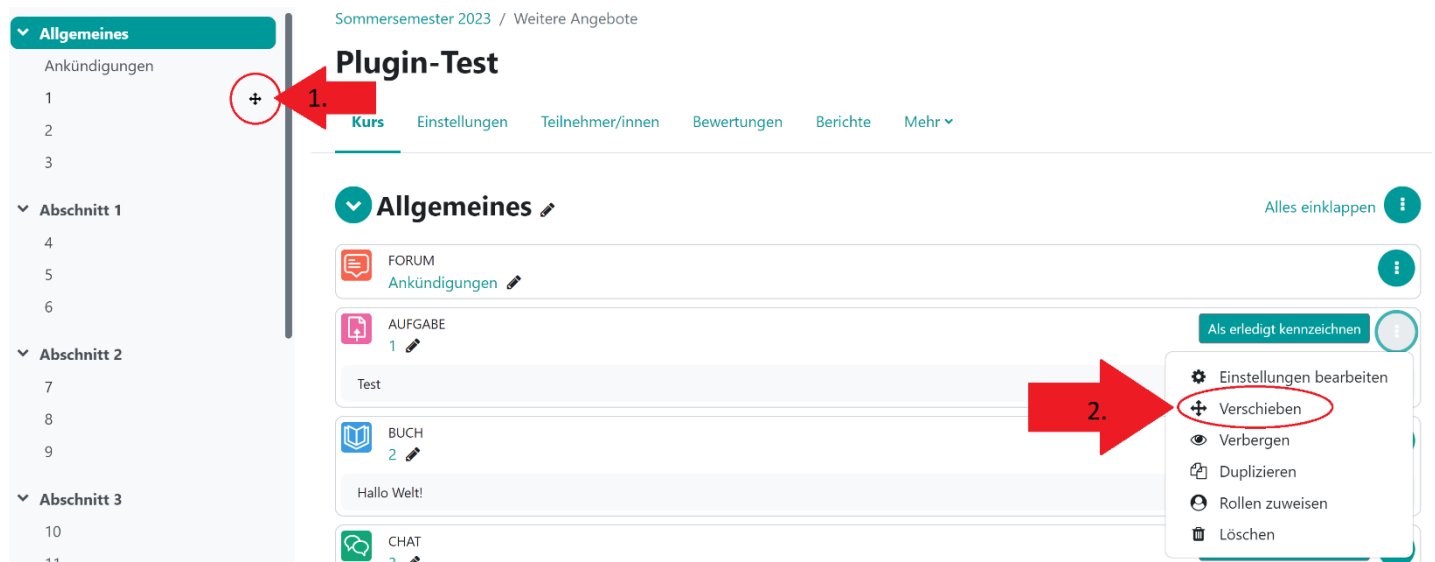 Allgemeines
Ankündigungen
1
2
3
Abschnitt 1
4
5
6
Abschnitt 2
7
8
9
Abschnitt 3
10
11
1.
Sommersemester 2023 / Weitere Angebote
Plugin-Test
Kurs Einstellungen Teilnehmer/innen Bewertungen Berichte Mehr
Allgemeines
Alles einklappen
FORUM
Ankündigungen
AUFGABE
1
Als erledigt kennzeichnen
Test
BUCH
2
Hallo Welt!
CHAT
3
2.
Einstellungen bearbeiten
Verschieben
Verbergen
Duplizieren
Rollen zuweisen
Löschen